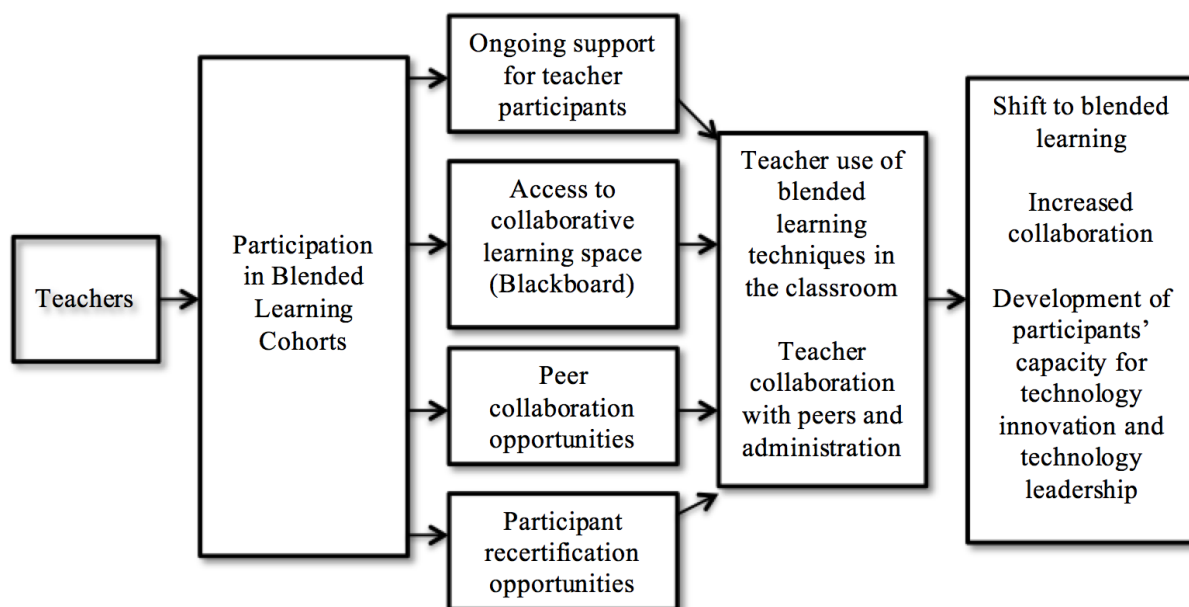 Teachers
Participation
in Blended
Learning
Cohorts
Ongoing support
for teacher
participants
Access to
collaborative
learning space
(Blackboard)
Peer
collaboration
opportunities
Participant
recertification
opportunities
Teacher use of
blended
learning
techniques in
the classroom
Teacher
collaboration
with peers and
administration
Shift to blended
learning
Increased
collaboration
Development of
participants’
capacity for
technology
innovation and
technology
leadership